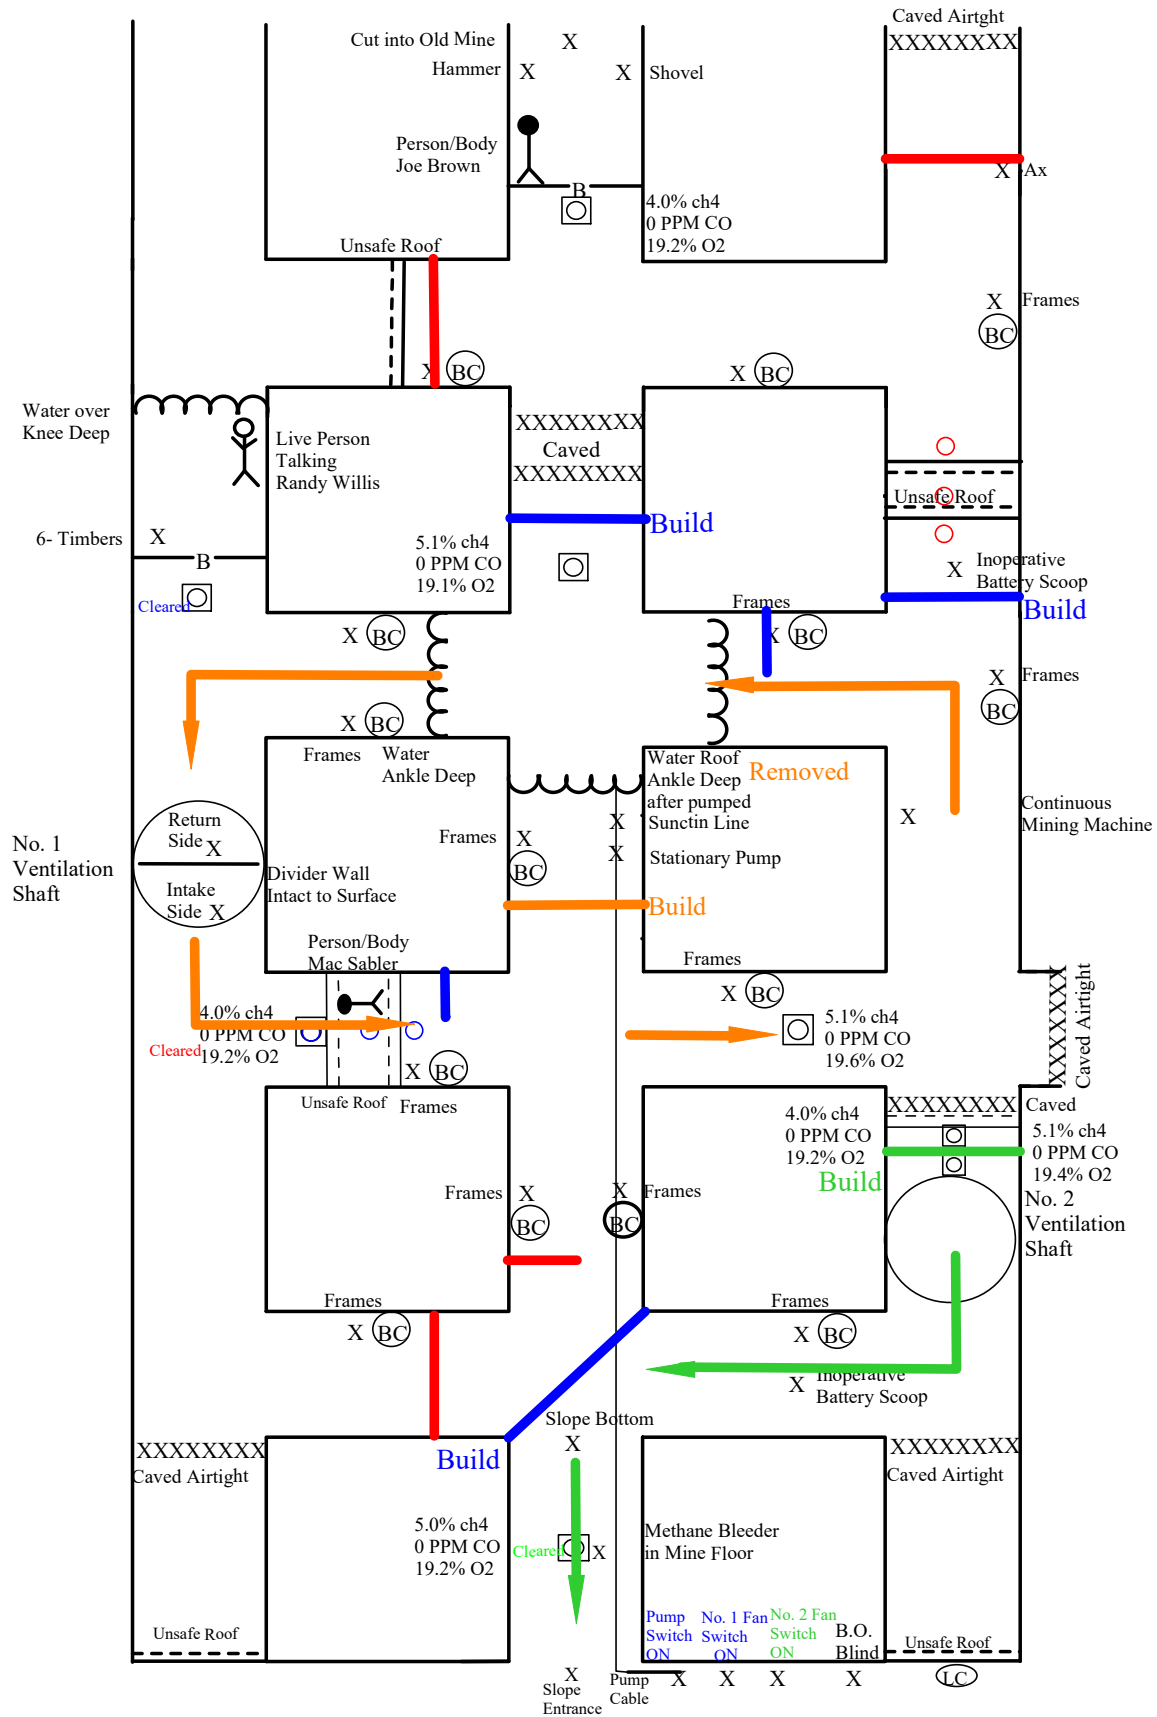 Caved Airtght
XXXXXXXX
Cut into Old Mine
X
Hammer
X
X
Shovel
Person/Body
Joe Brown
X
Ax
B
4.0% ch4
0 PPM CO
19.2% O2
Unsafe Roof
X
Frames
BC
X
BC
X
BC
Water over
Knee Deep
Live Person
Talking
Randy Willis
XXXXXXXX
Caved
XXXXXXXX
Unsafe Roof
Build
6- Timbers
X
B
5.1% ch4
0 PPM CO
19.1% O2
X
Inoperative
Battery Scoop
Cleared
Frames
Build
X
BC
X
BC
X
Frames
BC
X
BC
Frames
Water
Ankle Deep
Water Roof
Ankle Deep
after pumped
Sunctin Line
Removed
Continuous
Mining Machine
X
No. 1
Ventilation
Shaft
Return
Side
X
Intake
Side
X
Divider Wall
Intact to Surface
Frames
X
BC
X
X
Stationary Pump
Build
Person/Body
Mac Sabler
Frames
X
BC
XXXXXXXX
Caved Airtight
4.0% ch4
0 PPM CO
19.2% O2
Cleared
5.1% ch4
0 PPM CO
19.6% O2
X
BC
Unsafe Roof
Frames
4.0% ch4
0 PPM CO
19.2% O2
Build
XXXXXXXX
Caved
5.1% ch4
0 PPM CO
19.4% O2
No. 2
Ventilation
Shaft
Frames
X
BC
X
Frames
BC
Frames
X
BC
Frames
X
BC
X
Inoperative
Battery Scoop
Slope Bottom
X
Build
XXXXXXXX
Caved Airtight
XXXXXXXX
Caved Airtight
5.0% ch4
0 PPM CO
19.2% O2
Cleared
X
Methane Bleeder
in Mine Floor
Unsafe Roof
Pump
Switch
ON
No. 1 Fan
Switch
ON
No. 2 Fan
Switch
ON
B.O.
Blind
Unsafe Roof
X
Slope
Entrance
Pump
Cable
X
X
X
X
LC